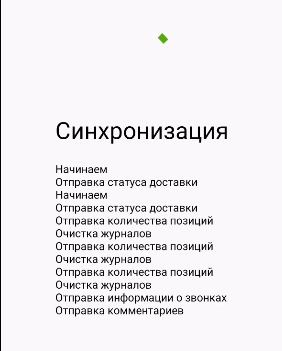 Синхронизация
Начинаем
Отправка статуса доставки
Начинаем
Отправка статуса доставки
Отправка количества позиций
Очистка журналов
Отправка количества позиций
Очистка журналов
Отправка количества позиций
Очистка журналов
Отправка информации о звонках
Отправка комментариев